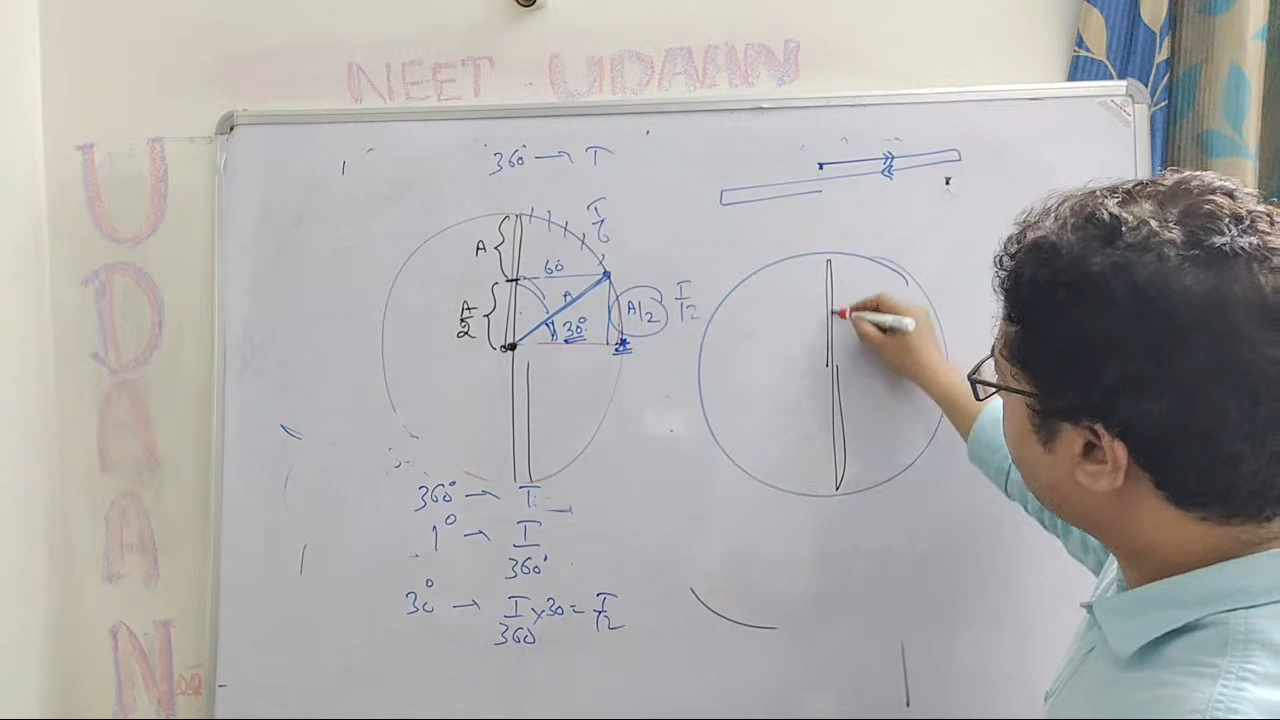 NEET UDAAN
UDAAN
360° → T
T/6
A
60
A
A/2
30°
A/2
T/12
360° → T
1° → T/360°
30° → T/360 × 30 = T/12